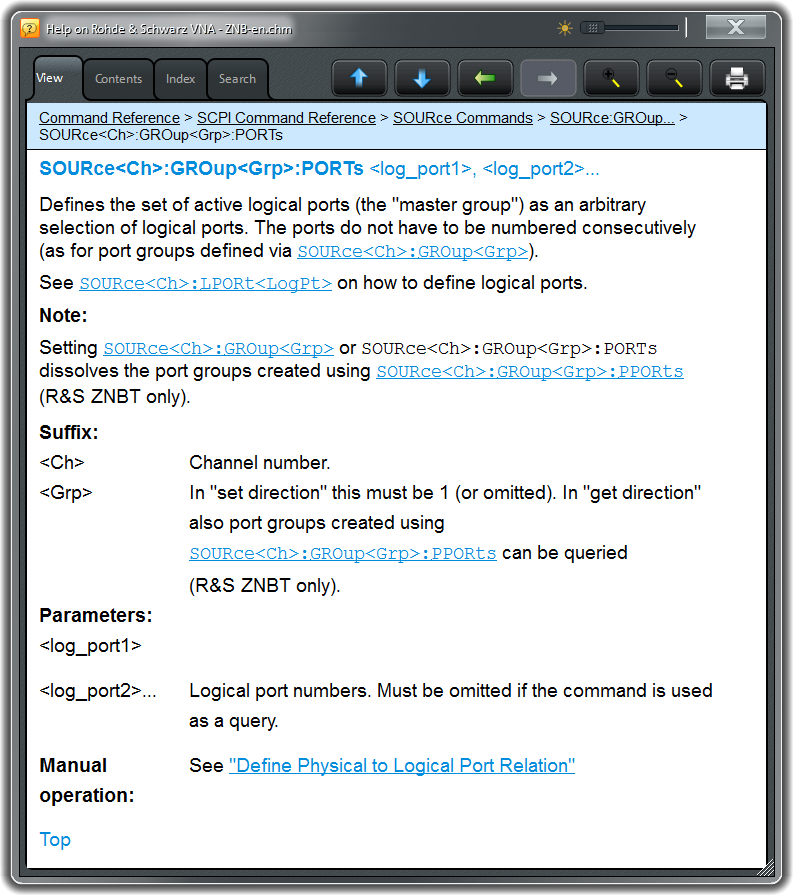 Help on Rohde & Schwarz VNA - ZNB-en.chm
View Contents Index Search
Command Reference > SCPI Command Reference > SOURce Commands > SOURce:GROup... >
SOURce<Ch>:GROup<Grp>:PORTs
SOURce<Ch>:GROup<Grp>:PORTs <log_port1>, <log_port2>...
Defines the set of active logical ports (the "master group") as an arbitrary
selection of logical ports. The ports do not have to be numbered consecutively
(as for port groups defined via SOURce<Ch>:GROup<Grp>).
See SOURce<Ch>:LPORt<LogPt> on how to define logical ports.
Note:
Setting SOURce<Ch>:GROup<Grp> or SOURce<Ch>:GROup<Grp>:PORTs
dissolves the port groups created using SOURce<Ch>:GROup<Grp>:PPORts
(R&S ZNBT only).
Suffix:
<Ch> Channel number.
<Grp> In "set direction" this must be 1 (or omitted). In "get direction"
also port groups created using
SOURce<Ch>:GROup<Grp>:PPORts can be queried
(R&S ZNBT only).
Parameters:
<log_port1>
<log_port2>... Logical port numbers. Must be omitted if the command is used
as a query.
Manual See "Define Physical to Logical Port Relation"
operation:
Top